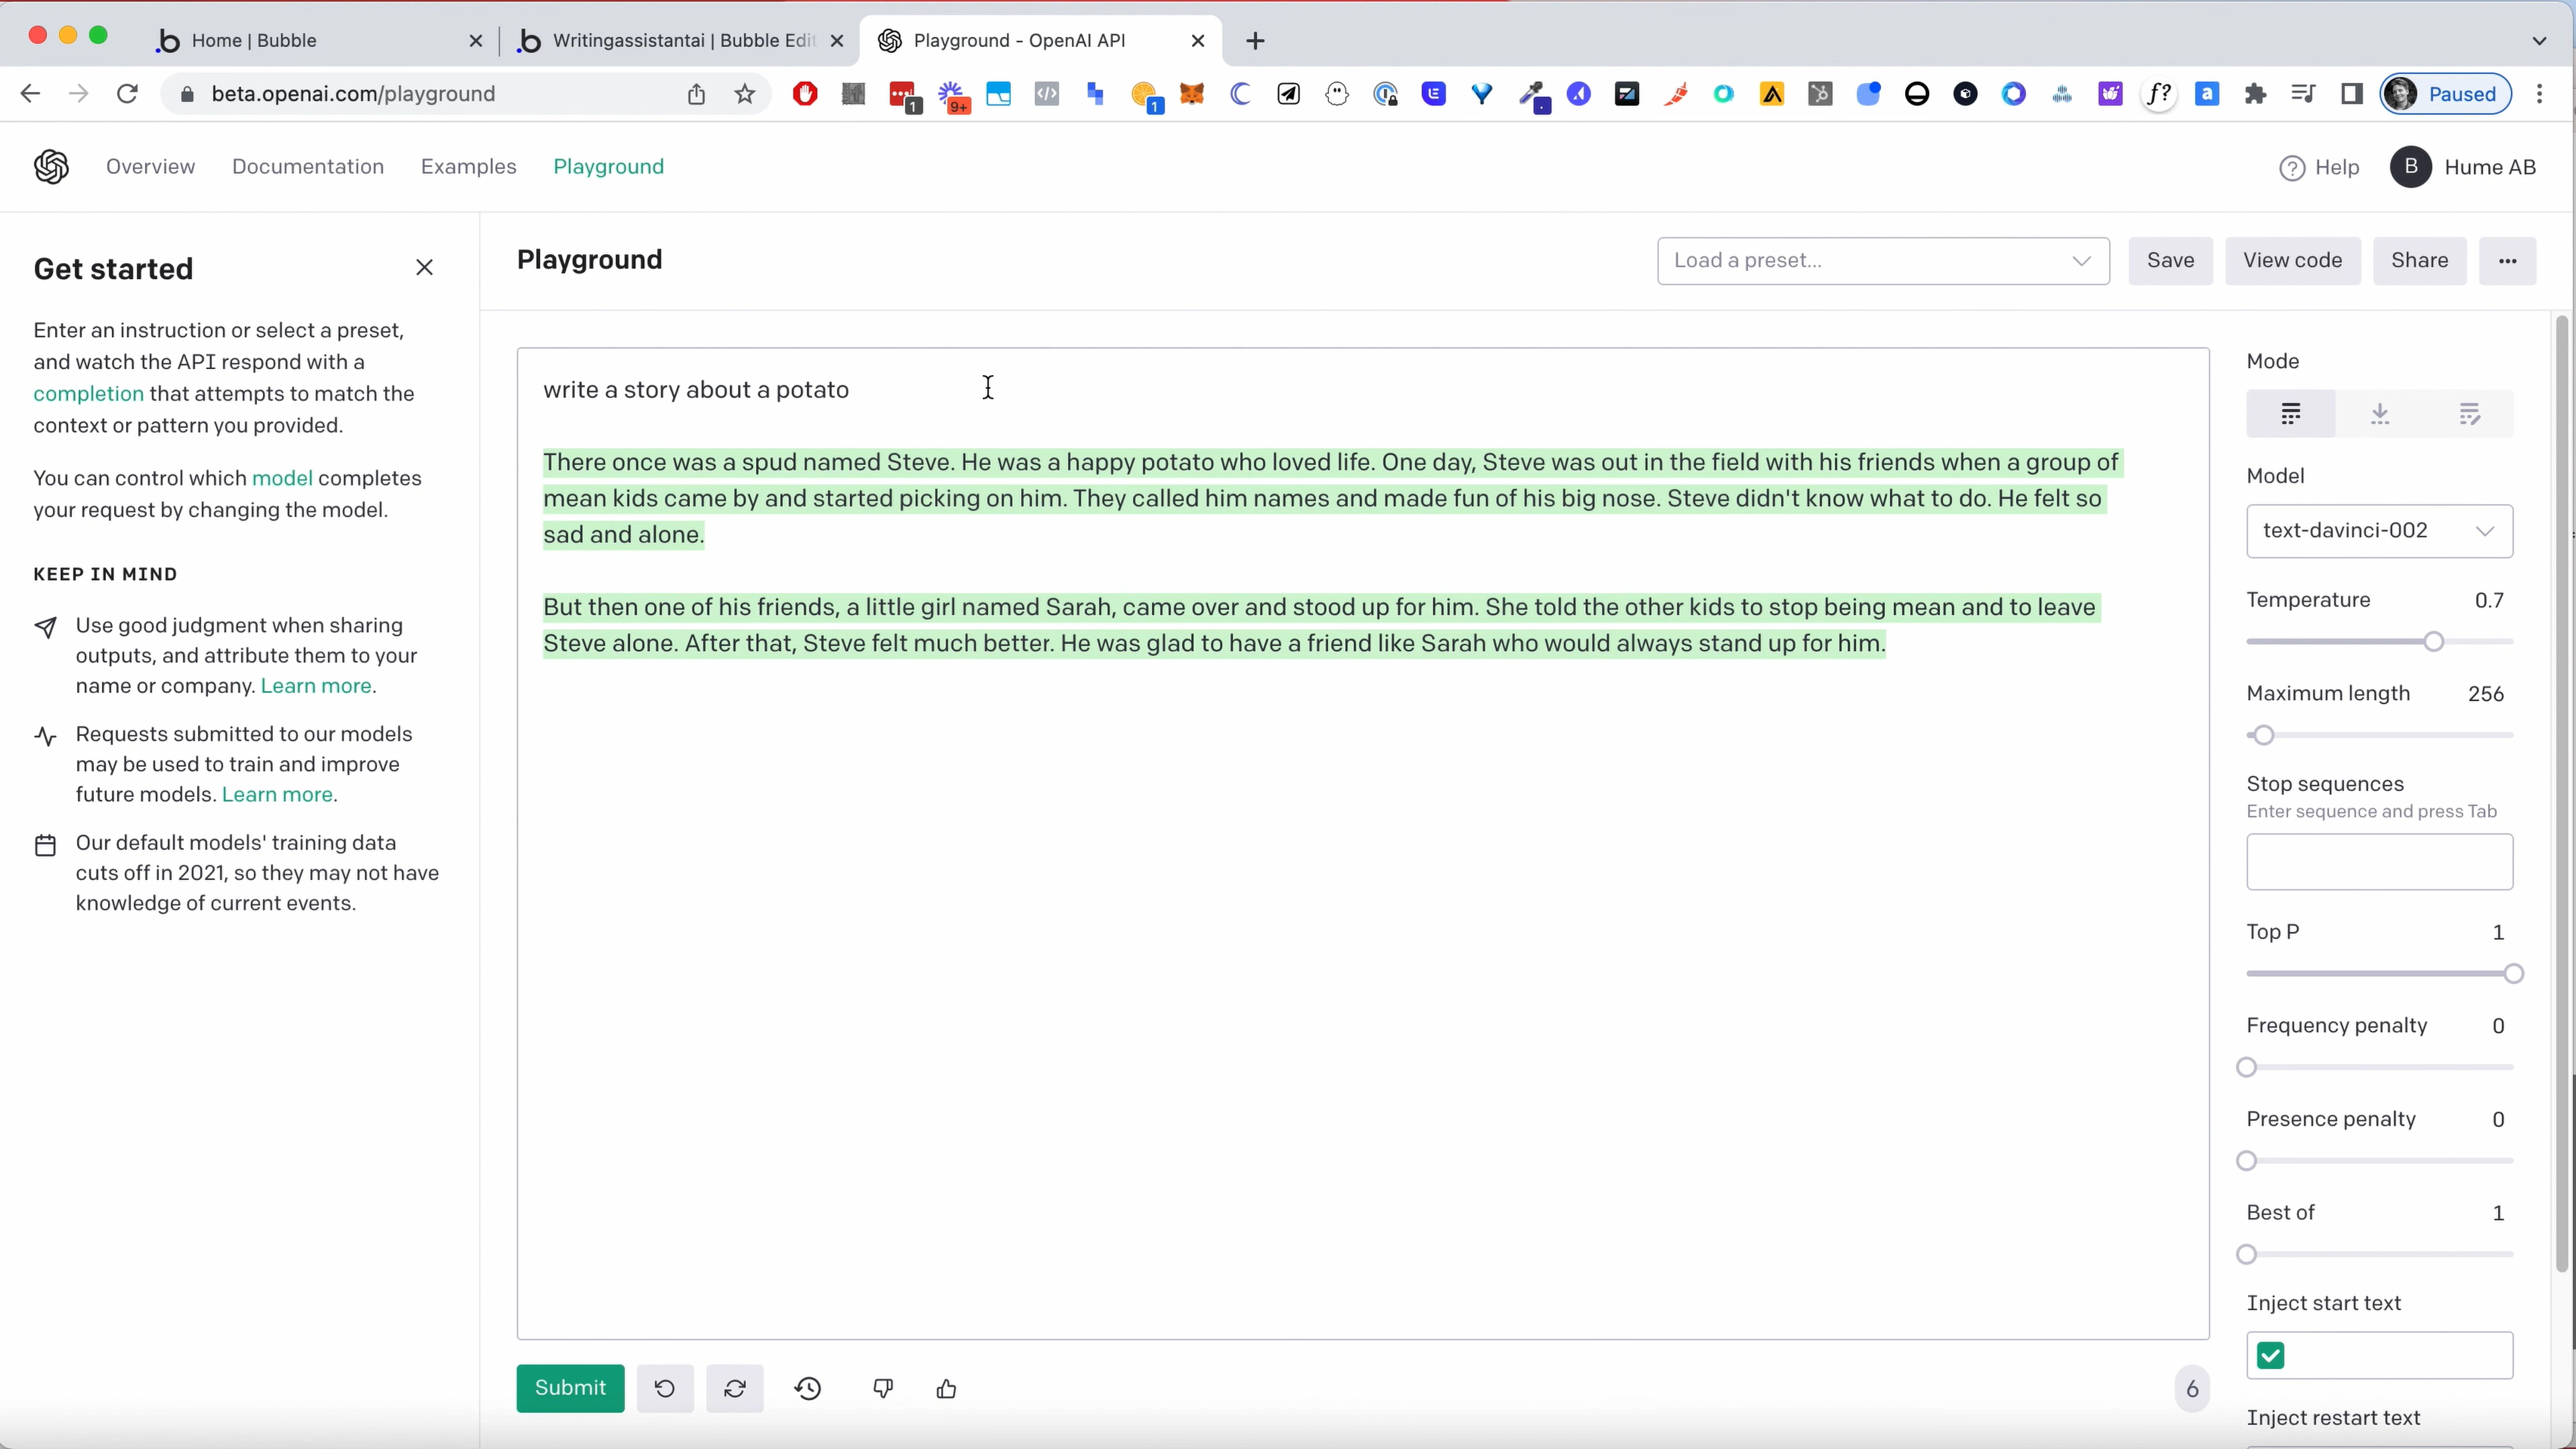 Home | Bubble
Writingassistantai | Bubble Edit
Playground - OpenAI API
beta.openai.com/playground
1
9+
1
f?
a
Paused
Overview
Documentation
Examples
Playground
Help
B
Hume AB
Get started
Enter an instruction or select a preset,
and watch the API respond with a
completion that attempts to match the
context or pattern you provided.
You can control which model completes
your request by changing the model.
KEEP IN MIND
Use good judgment when sharing
outputs, and attribute them to your
name or company. Learn more.
Requests submitted to our models
may be used to train and improve
future models. Learn more.
Our default models' training data
cuts off in 2021, so they may not have
knowledge of current events.
Playground
Load a preset...
Save
View code
Share
write a story about a potato
There once was a spud named Steve. He was a happy potato who loved life. One day, Steve was out in the field with his friends when a group of
mean kids came by and started picking on him. They called him names and made fun of his big nose. Steve didn't know what to do. He felt so
sad and alone.
But then one of his friends, a little girl named Sarah, came over and stood up for him. She told the other kids to stop being mean and to leave
Steve alone. After that, Steve felt much better. He was glad to have a friend like Sarah who would always stand up for him.
Submit
6
Mode
Model
text-davinci-002
Temperature 0.7
Maximum length 256
Stop sequences
Enter sequence and press Tab
Top P 1
Frequency penalty 0
Presence penalty 0
Best of 1
Inject start text
Inject restart text